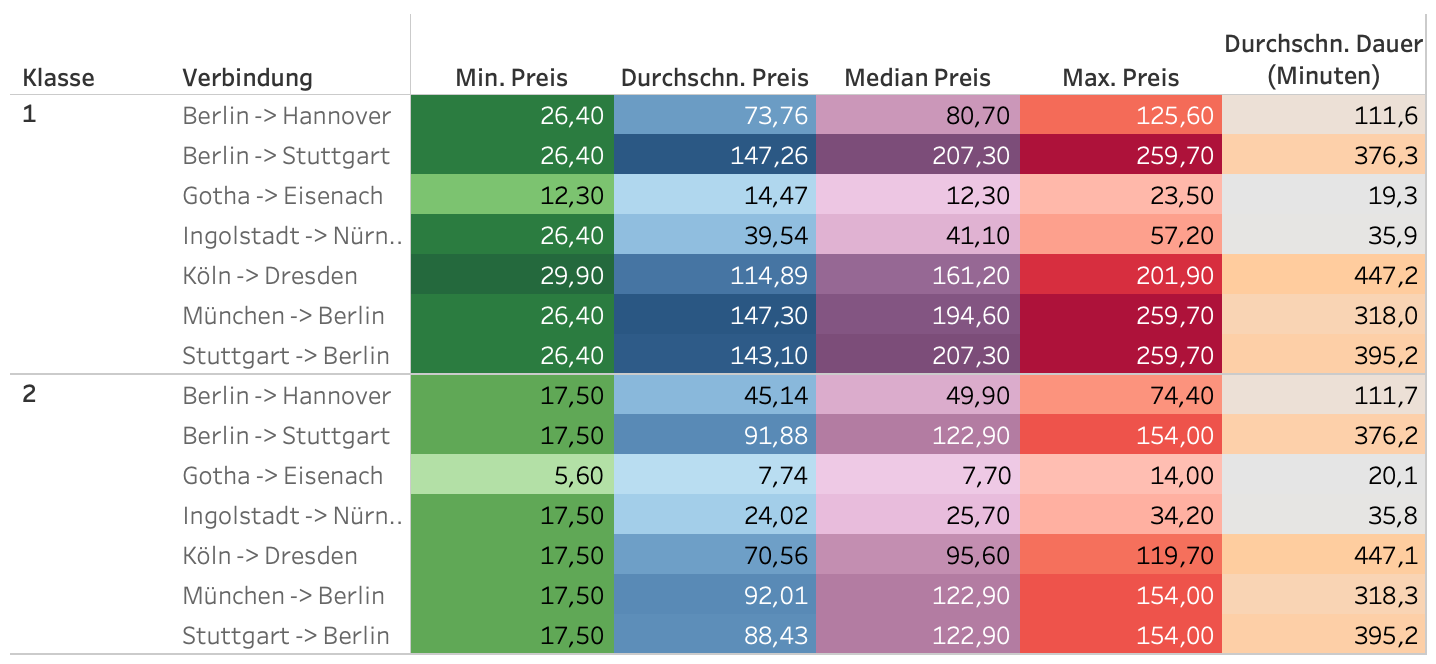 Klasse Verbindung Min. Preis Durchschn. Preis Median Preis Max. Preis Durchschn. Dauer (Minuten)
1 Berlin -> Hannover 26,40 73,76 80,70 125,60 111,6
Berlin -> Stuttgart 26,40 147,26 207,30 259,70 376,3
Gotha -> Eisenach 12,30 14,47 12,30 23,50 19,3
Ingolstadt -> Nürn.. 26,40 39,54 41,10 57,20 35,9
Köln -> Dresden 29,90 114,89 161,20 201,90 447,2
München -> Berlin 26,40 147,30 194,60 259,70 318,0
Stuttgart -> Berlin 26,40 143,10 207,30 259,70 395,2
2 Berlin -> Hannover 17,50 45,14 49,90 74,40 111,7
Berlin -> Stuttgart 17,50 91,88 122,90 154,00 376,2
Gotha -> Eisenach 5,60 7,74 7,70 14,00 20,1
Ingolstadt -> Nürn.. 17,50 24,02 25,70 34,20 35,8
Köln -> Dresden 17,50 70,56 95,60 119,70 447,1
München -> Berlin 17,50 92,01 122,90 154,00 318,3
Stuttgart -> Berlin 17,50 88,43 122,90 154,00 395,2